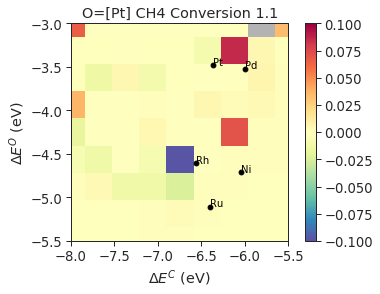 O=[Pt] CH4 Conversion 1.1
−3.0
−3.5
−4.0
−4.5
−5.0
−5.5
ΔE^O (eV)
Pt
Pd
Rh
Ni
Ru
−8.0 −7.5 −7.0 −6.5 −6.0 −5.5
ΔE^C (eV)
0.100
0.075
0.050
0.025
0.000
−0.025
−0.050
−0.075
−0.100